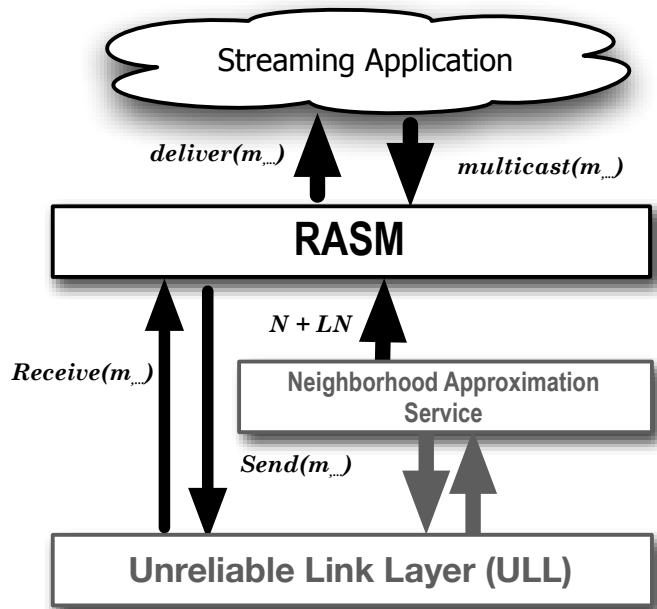 Streaming Application
deliver(m,...)
multicast(m,...)
RASM
N + LN
Receive(m,...)
Neighborhood Approximation
Service
Send(m,...)
Unreliable Link Layer (ULL)